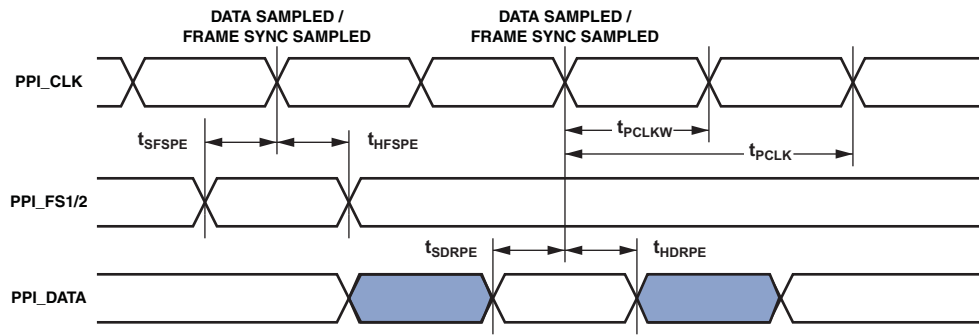 DATA SAMPLED /
FRAME SYNC SAMPLED
DATA SAMPLED /
FRAME SYNC SAMPLED
PPI_CLK
tSFSPE
tHFSPE
tPCLKW
tPCLK
PPI_FS1/2
tSDRPE
tHDRPE
PPI_DATA